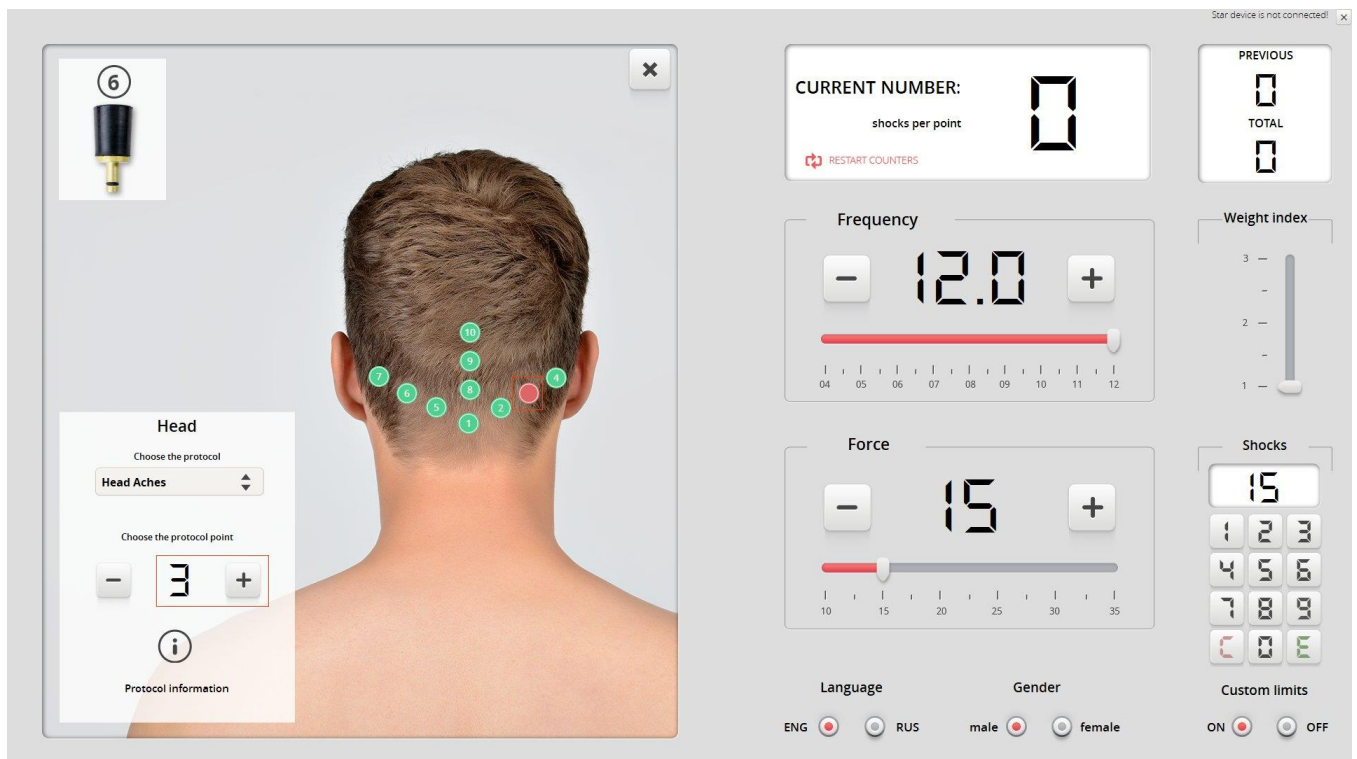 Star device is not connected!
6
CURRENT NUMBER:
shocks per point
0
RESTART COUNTERS
PREVIOUS
0
TOTAL
0
Frequency
12.0
04 05 06 07 08 09 10 11 12
Weight index
3
2
1
10
9
7
4
6
8
5
2
1
Head
Choose the protocol
Head Aches
Choose the protocol point
3
i
Protocol information
Force
15
10 15 20 25 30 35
Shocks
15
1 2 3
4 5 6
7 8 9
C 0 E
Language
ENG RUS
Gender
male female
Custom limits
ON OFF